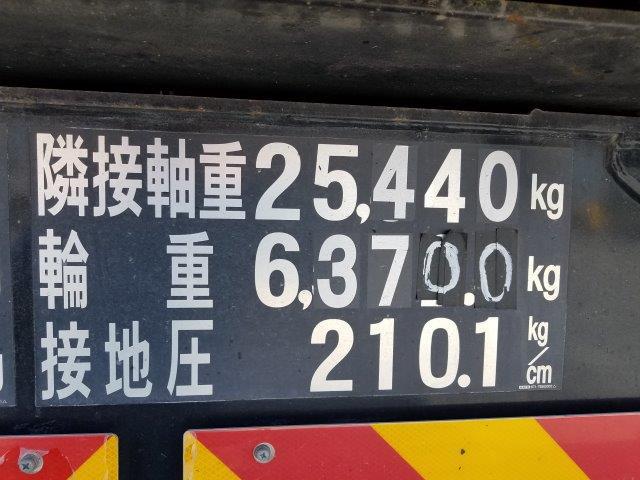 隣接軸重 25,440 kg
輪重 6,370.0 kg
接地圧 210.1 kg/cm